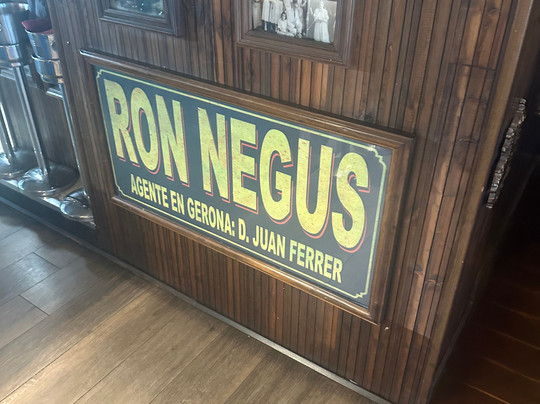 RON NEGUS
AGENTE EN GERONA: D. JUAN FERRER